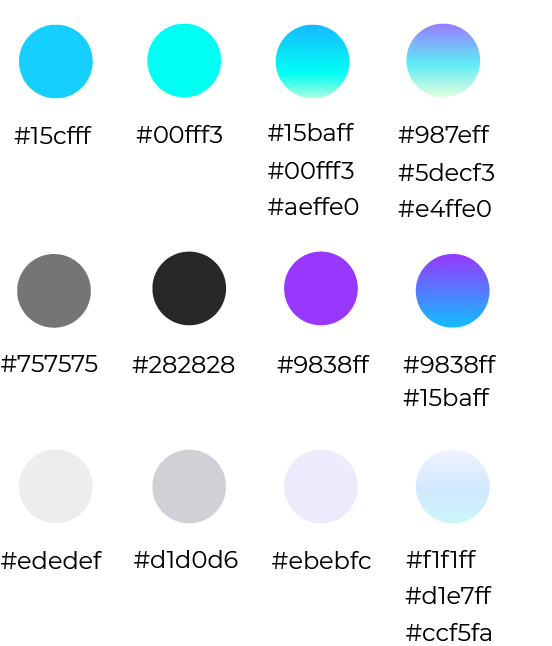 #15cfff
#00fff3
#15baff
#00fff3
#aeffe0
#987eff
#5decf3
#e4ffe0
#757575
#282828
#9838ff
#9838ff
#15baff
#ededef
#d1d0d6
#ebebfc
#f1f1ff
#d1e7ff
#ccf5fa